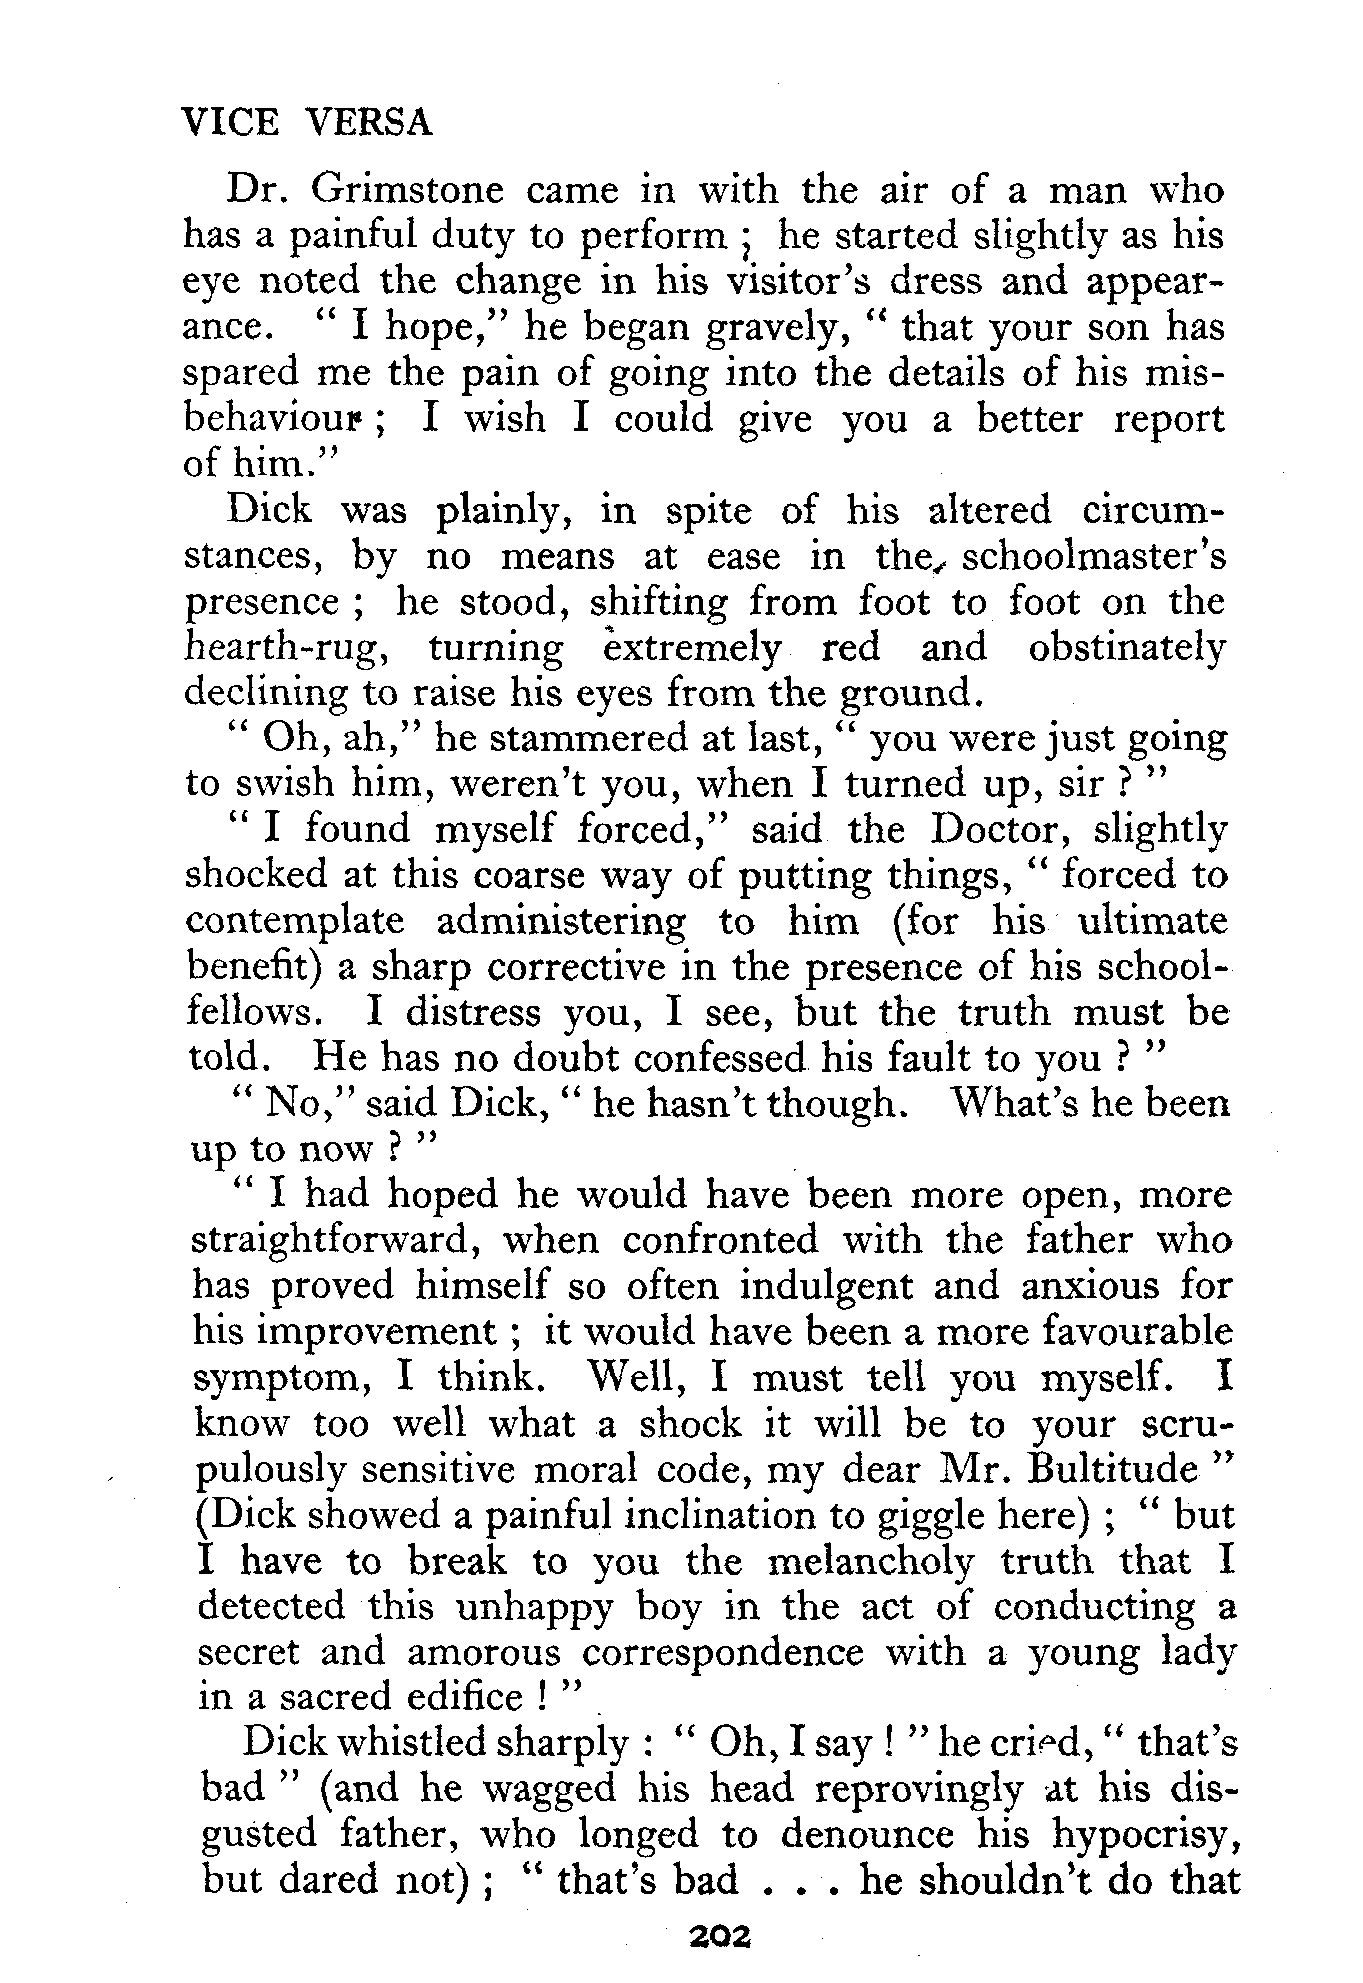 VICE VERSA
Dr. Grimstone came in with the air of a man who
has a painful duty to perform ; he started slightly as his
eye noted the change in his visitor's dress and appear-
ance. “ I hope,” he began gravely, “ that your son has
spared me the pain of going into the details of his mis-
behaviour ; I wish I could give you a better report
of him.”
Dick was plainly, in spite of his altered circum-
stances, by no means at ease in the schoolmaster's
presence ; he stood, shifting from foot to foot on the
hearth-rug, turning extremely red and obstinately
declining to raise his eyes from the ground.
“ Oh, ah,” he stammered at last, “ you were just going
to swish him, weren't you, when I turned up, sir ? ”
“ I found myself forced,” said the Doctor, slightly
shocked at this coarse way of putting things, “ forced to
contemplate administering to him (for his ultimate
benefit) a sharp corrective in the presence of his school-
fellows. I distress you, I see, but the truth must be
told. He has no doubt confessed his fault to you ? ”
“ No,” said Dick, “ he hasn't though. What's he been
up to now ? ”
“ I had hoped he would have been more open, more
straightforward, when confronted with the father who
has proved himself so often indulgent and anxious for
his improvement ; it would have been a more favourable
symptom, I think. Well, I must tell you myself. I
know too well what a shock it will be to your scru-
pulously sensitive moral code, my dear Mr. Bultitude ”
(Dick showed a painful inclination to giggle here) ; “ but
I have to break to you the melancholy truth that I
detected this unhappy boy in the act of conducting a
secret and amorous correspondence with a young lady
in a sacred edifice ! ”
Dick whistled sharply : “ Oh, I say ! ” he cried, “ that's
bad ” (and he wagged his head reprovingly at his dis-
gusted father, who longed to denounce his hypocrisy,
but dared not) ; “ that's bad . . . he shouldn't do that
202